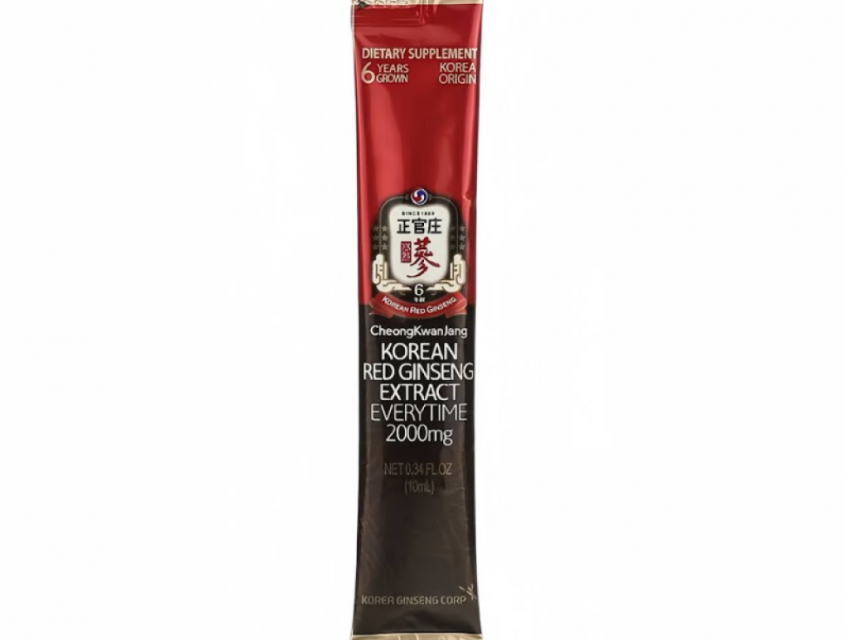 DIETARY SUPPLEMENT
6 YEARS GROWN
KOREA ORIGIN
SINCE 1899
正官庄
蔘
6
KOREAN RED GINSENG
CheongKwanJang
KOREAN
RED GINSENG
EXTRACT
EVERYTIME
2000mg
NET 0.34 FL OZ
(10mL)
KOREA GINSENG CORP